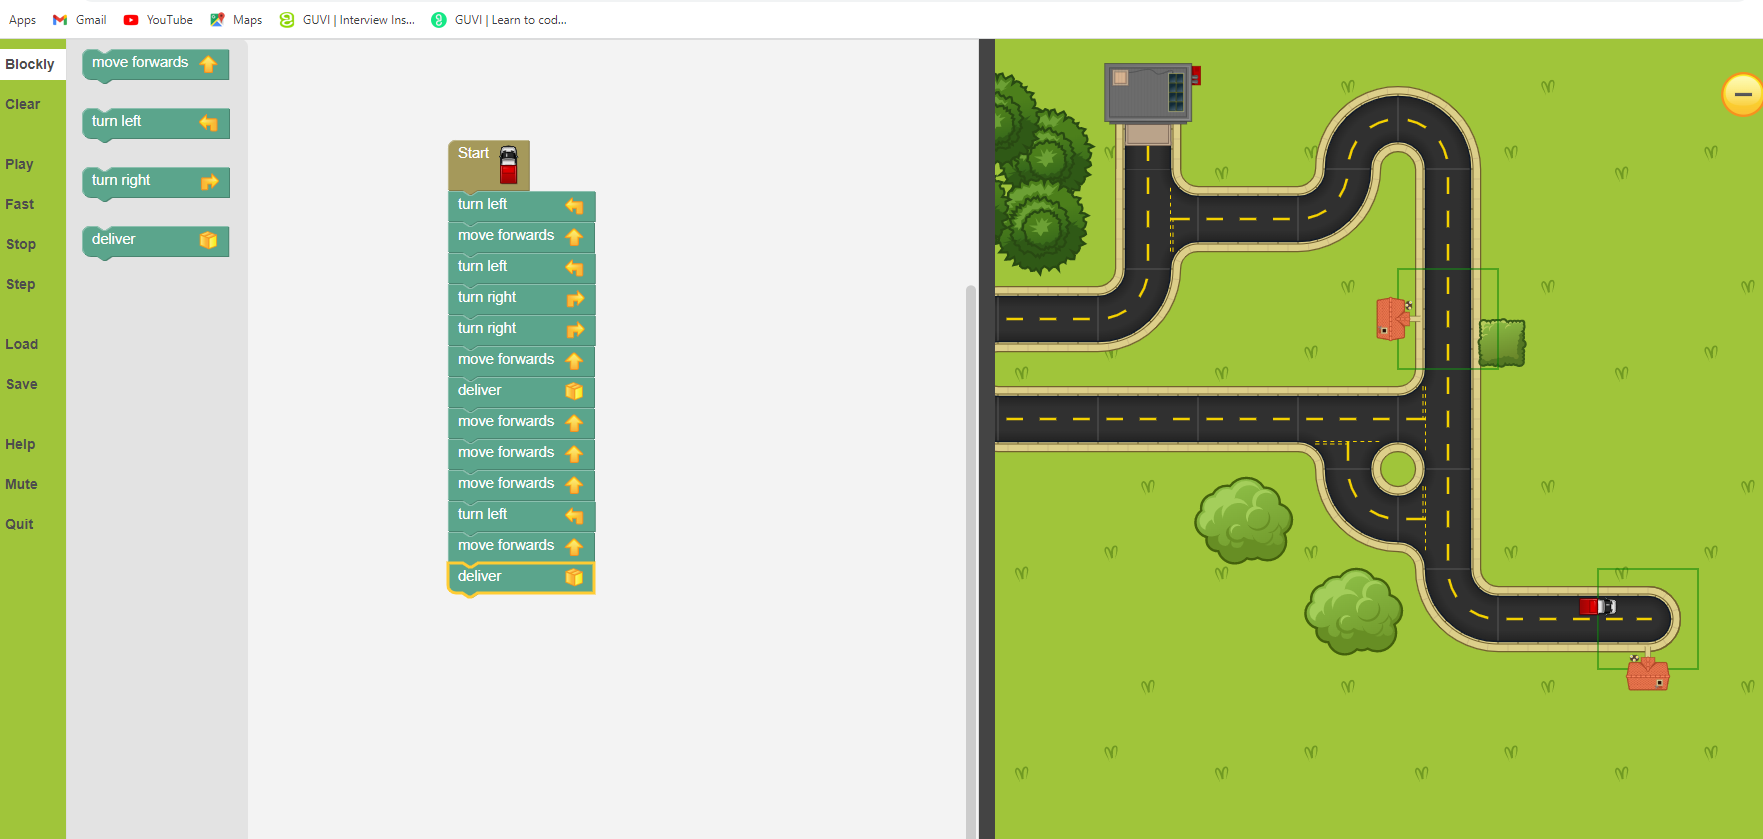 Apps Gmail YouTube Maps GUVI | Interview Ins... GUVI | Learn to cod...
Blockly
Clear
Play
Fast
Stop
Step
Load
Save
Help
Mute
Quit
move forwards
turn left
turn right
deliver
Start
turn left
move forwards
turn left
turn right
turn right
move forwards
deliver
move forwards
move forwards
move forwards
turn left
move forwards
deliver